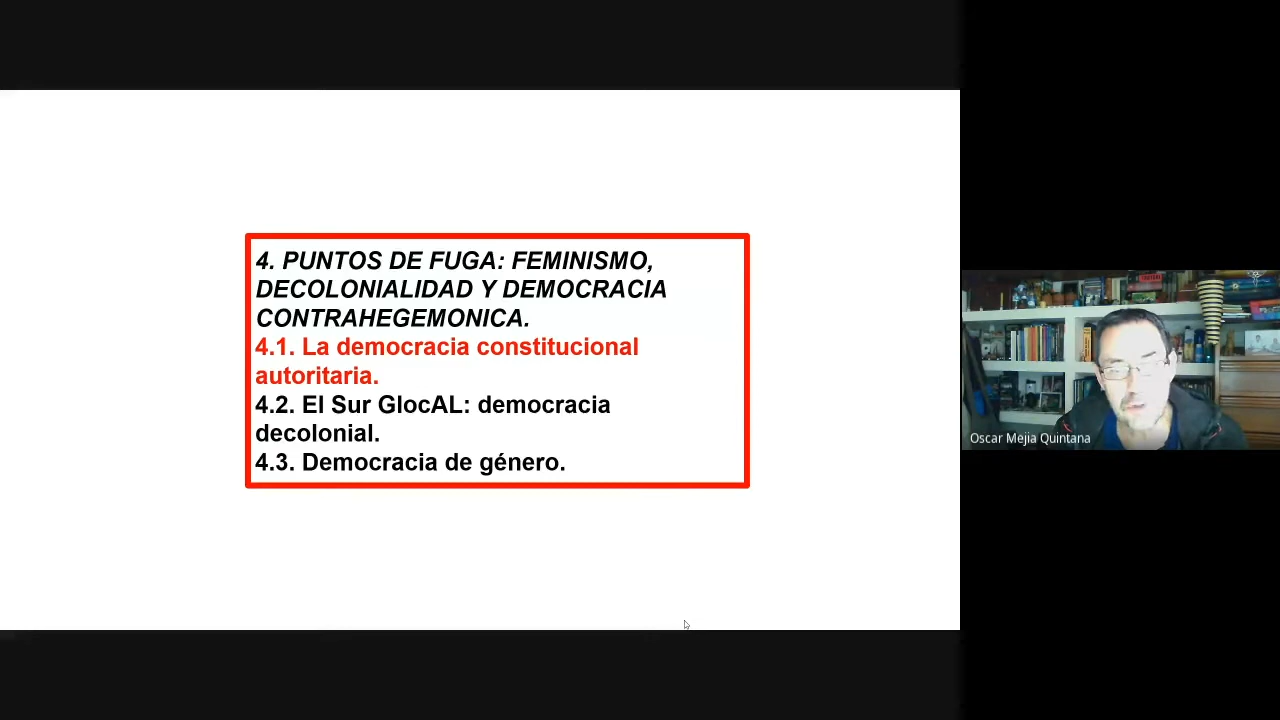 4. PUNTOS DE FUGA: FEMINISMO,
DECOLONIALIDAD Y DEMOCRACIA
CONTRAHEGEMONICA.
4.1. La democracia constitucional
autoritaria.
4.2. El Sur GlocAL: democracia
decolonial.
4.3. Democracia de género.
Oscar Mejia Quintana